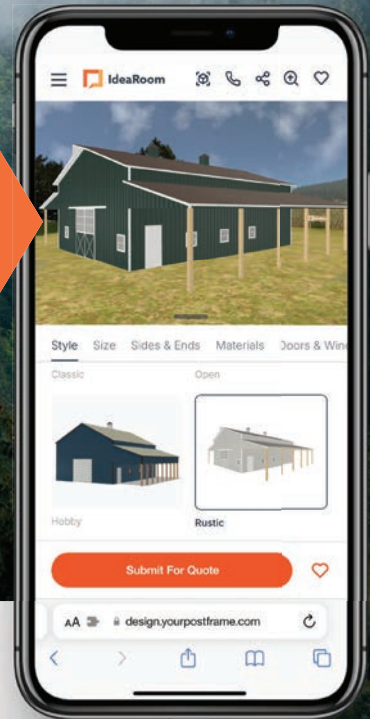 IdeaRoom
Style Size Sides & Ends Materials Doors & Win
Classic Open
Hobby Rustic
Submit For Quote
AA design.yourpostframe.com